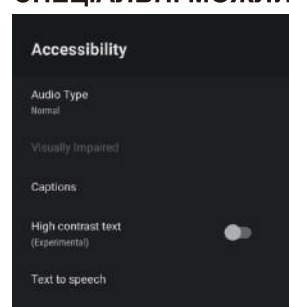 Accessibility
Audio Type
Normal
Visually Impaired
Captions
High contrast text
(Experimental)
Text to speech